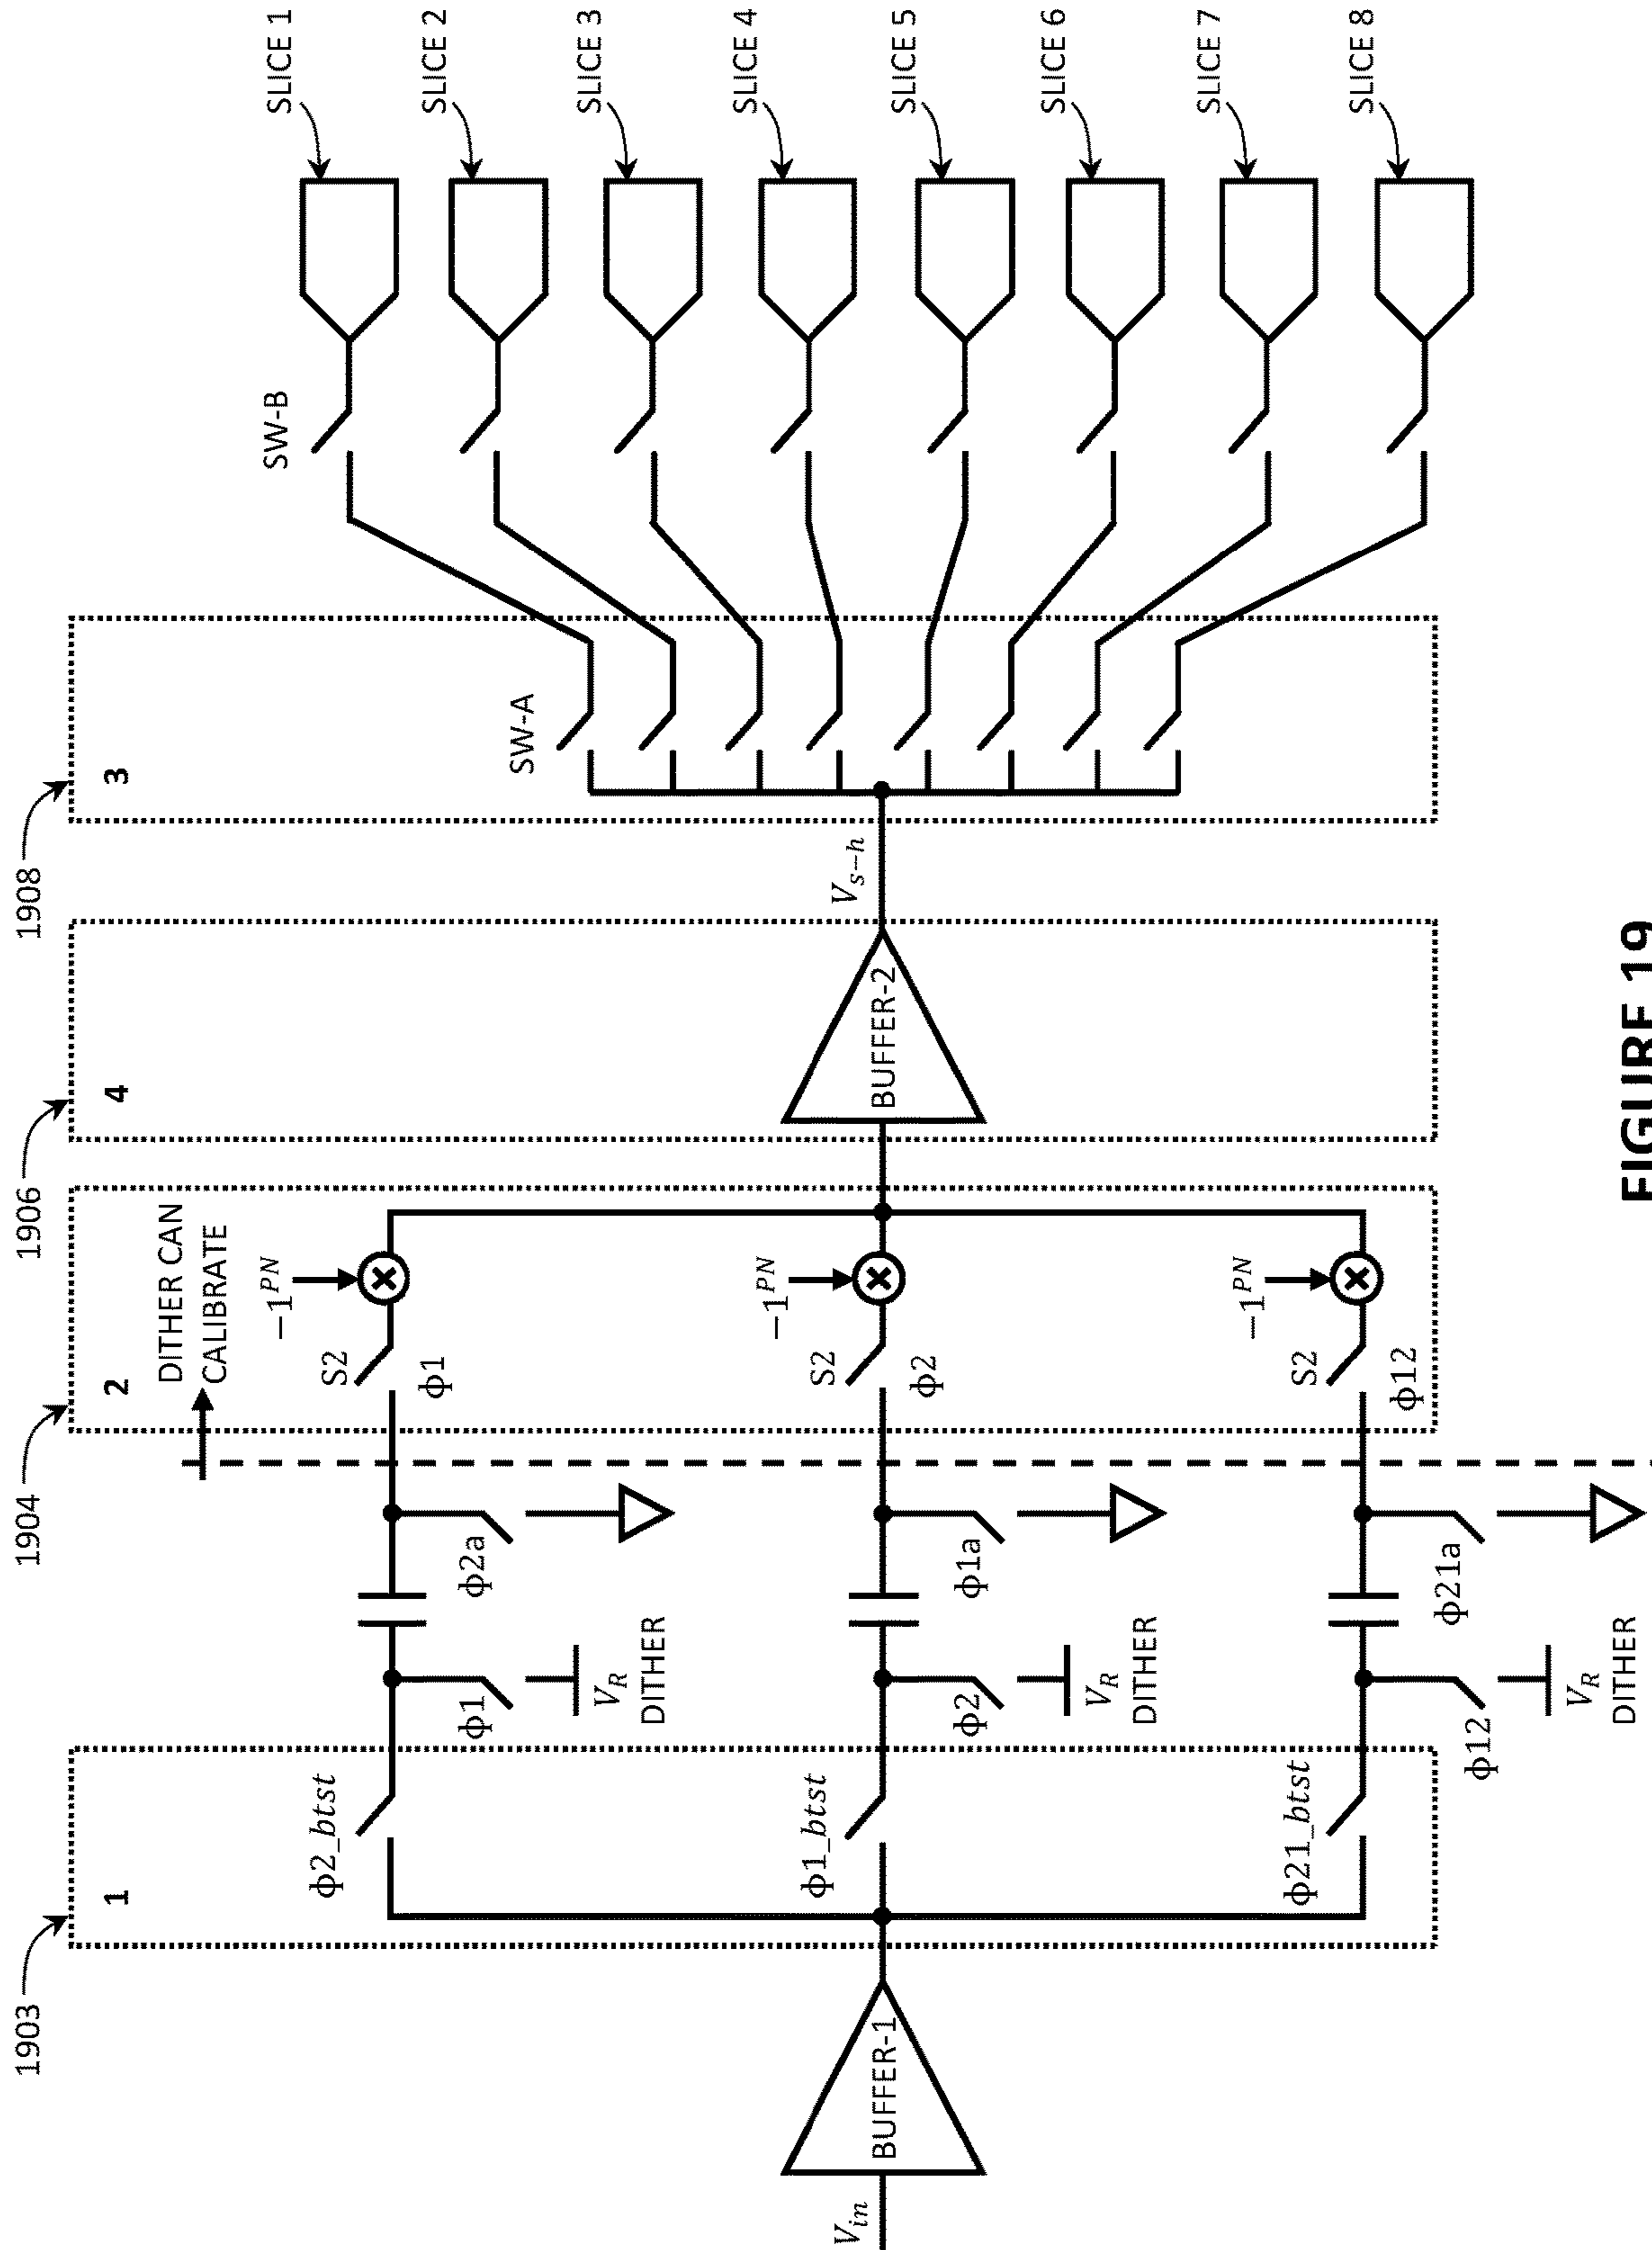 1903
1904
1906
1908
1
2
4
3
DITHER CAN
CALIBRATE
V_in
BUFFER-1
ϕ2_btst
ϕ1
V_R
DITHER
ϕ2a
S2
ϕ1
−1^PN
ϕ1_btst
ϕ2
V_R
DITHER
ϕ1a
S2
ϕ2
−1^PN
ϕ21_btst
ϕ12
V_R
DITHER
ϕ21a
S2
ϕ12
−1^PN
BUFFER-2
V_s−h
SW-A
SW-B
SLICE 1
SLICE 2
SLICE 3
SLICE 4
SLICE 5
SLICE 6
SLICE 7
SLICE 8
FIGURE 19